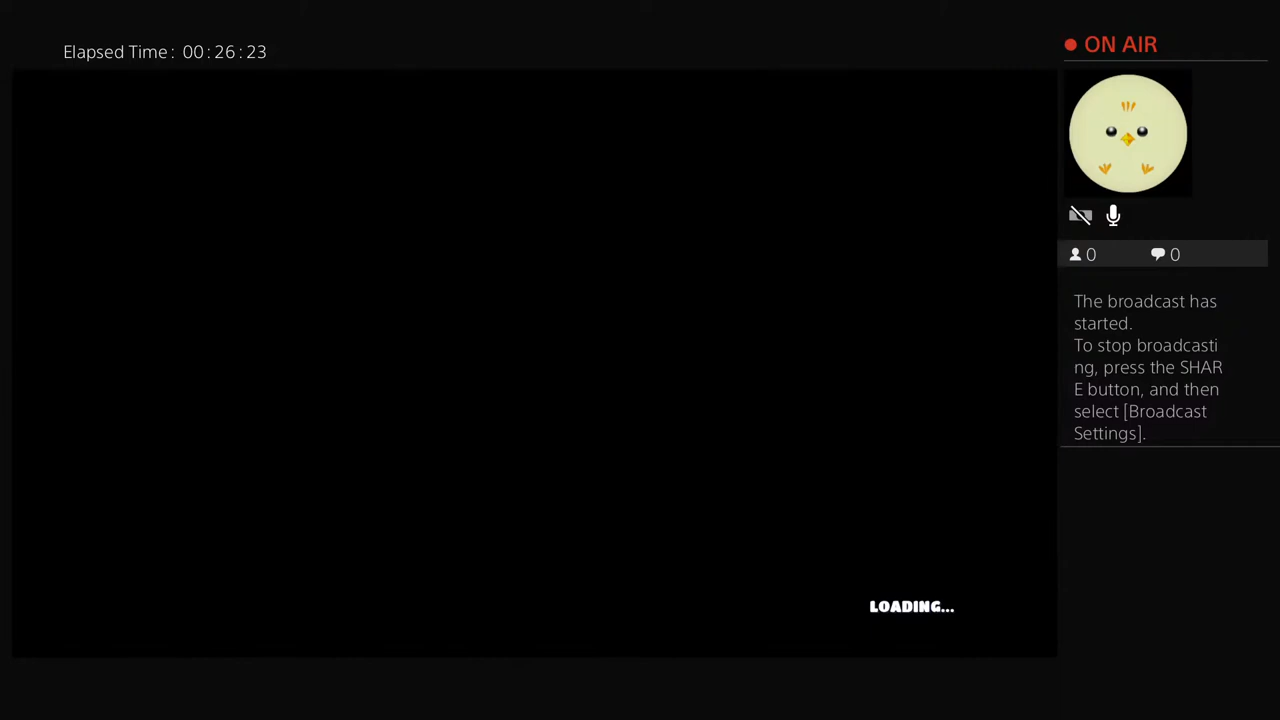 Elapsed Time: 00:26:23
ON AIR
0 0
The broadcast has
started.
To stop broadcasti
ng, press the SHAR
E button, and then
select [Broadcast
Settings].
LOADING...